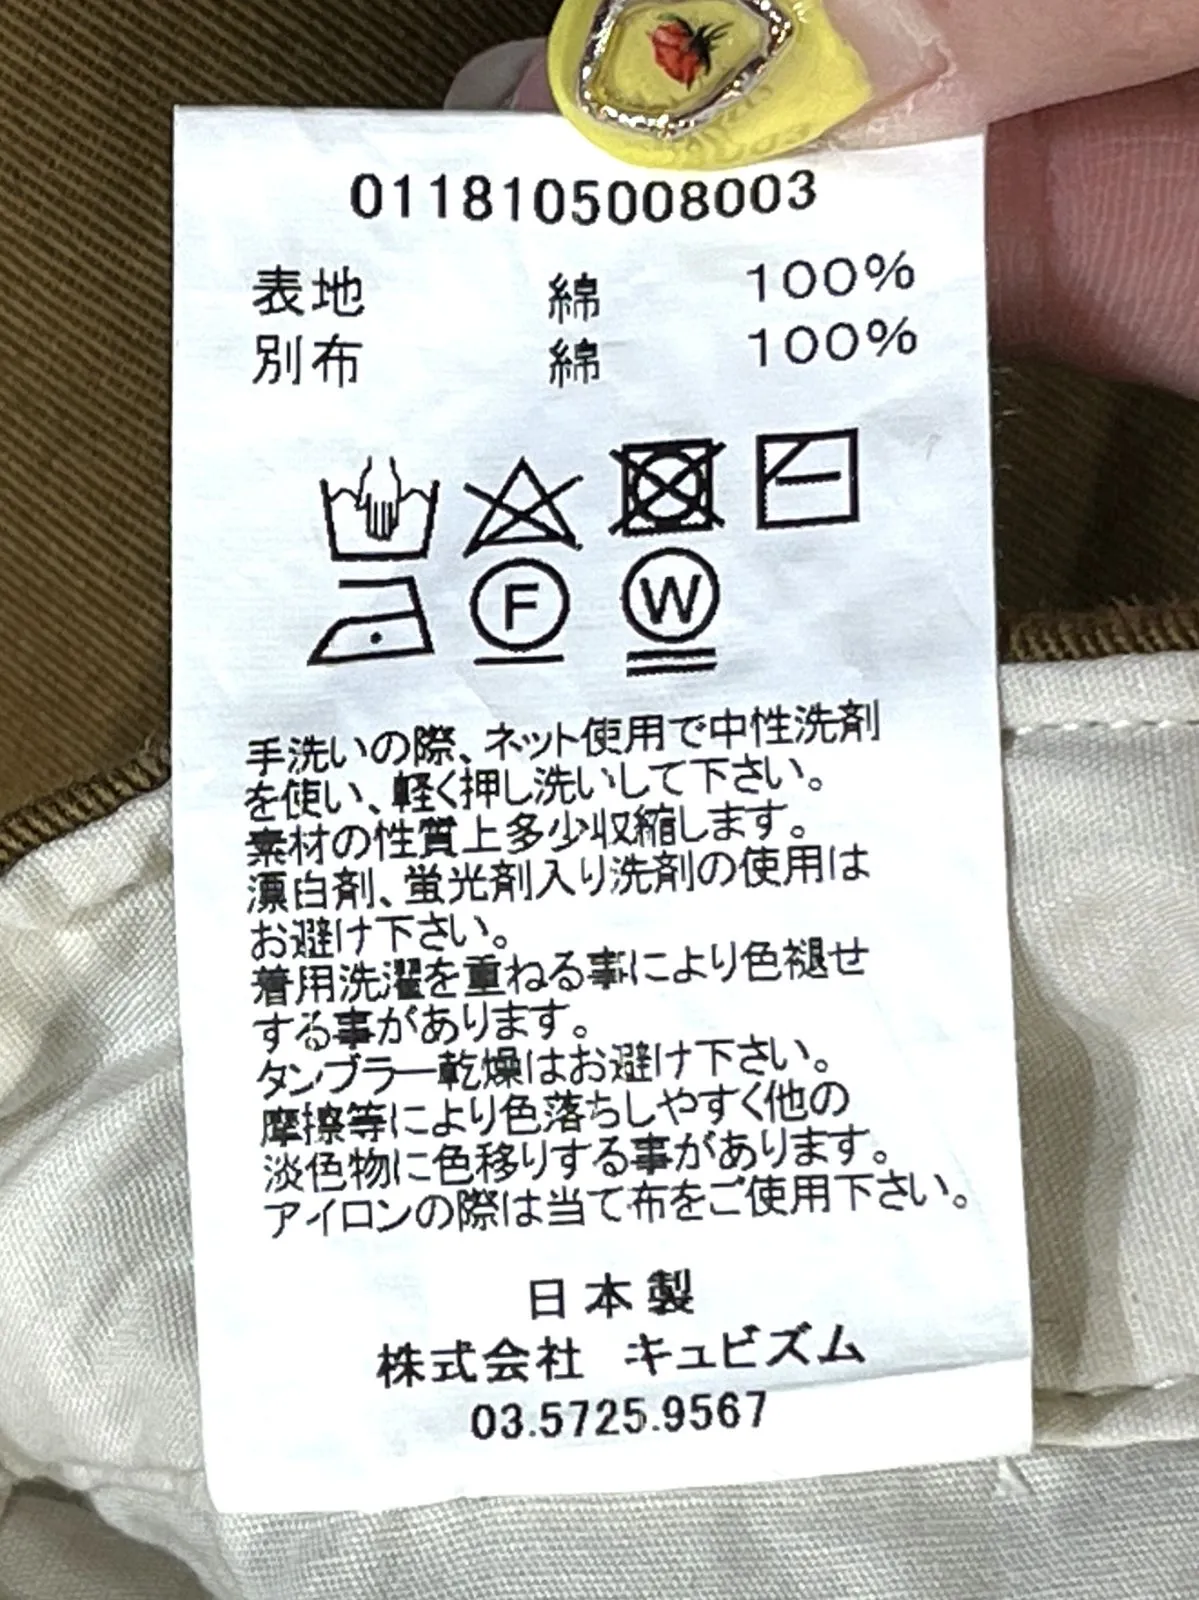 0118105008003
表地 綿 100%
別布 綿 100%
F W
手洗いの際、ネット使用で中性洗剤
を使い、軽く押し洗いして下さい。
素材の性質上多少収縮します。
漂白剤、蛍光剤入り洗剤の使用は
お避け下さい。
着用洗濯を重ねる事により色褪せ
する事があります。
タンブラー乾燥はお避け下さい。
摩擦等により色落ちしやすく他の
淡色物に色移りする事があります。
アイロンの際は当て布をご使用下さい。
日本製
株式会社 キュビズム
03.5725.9567